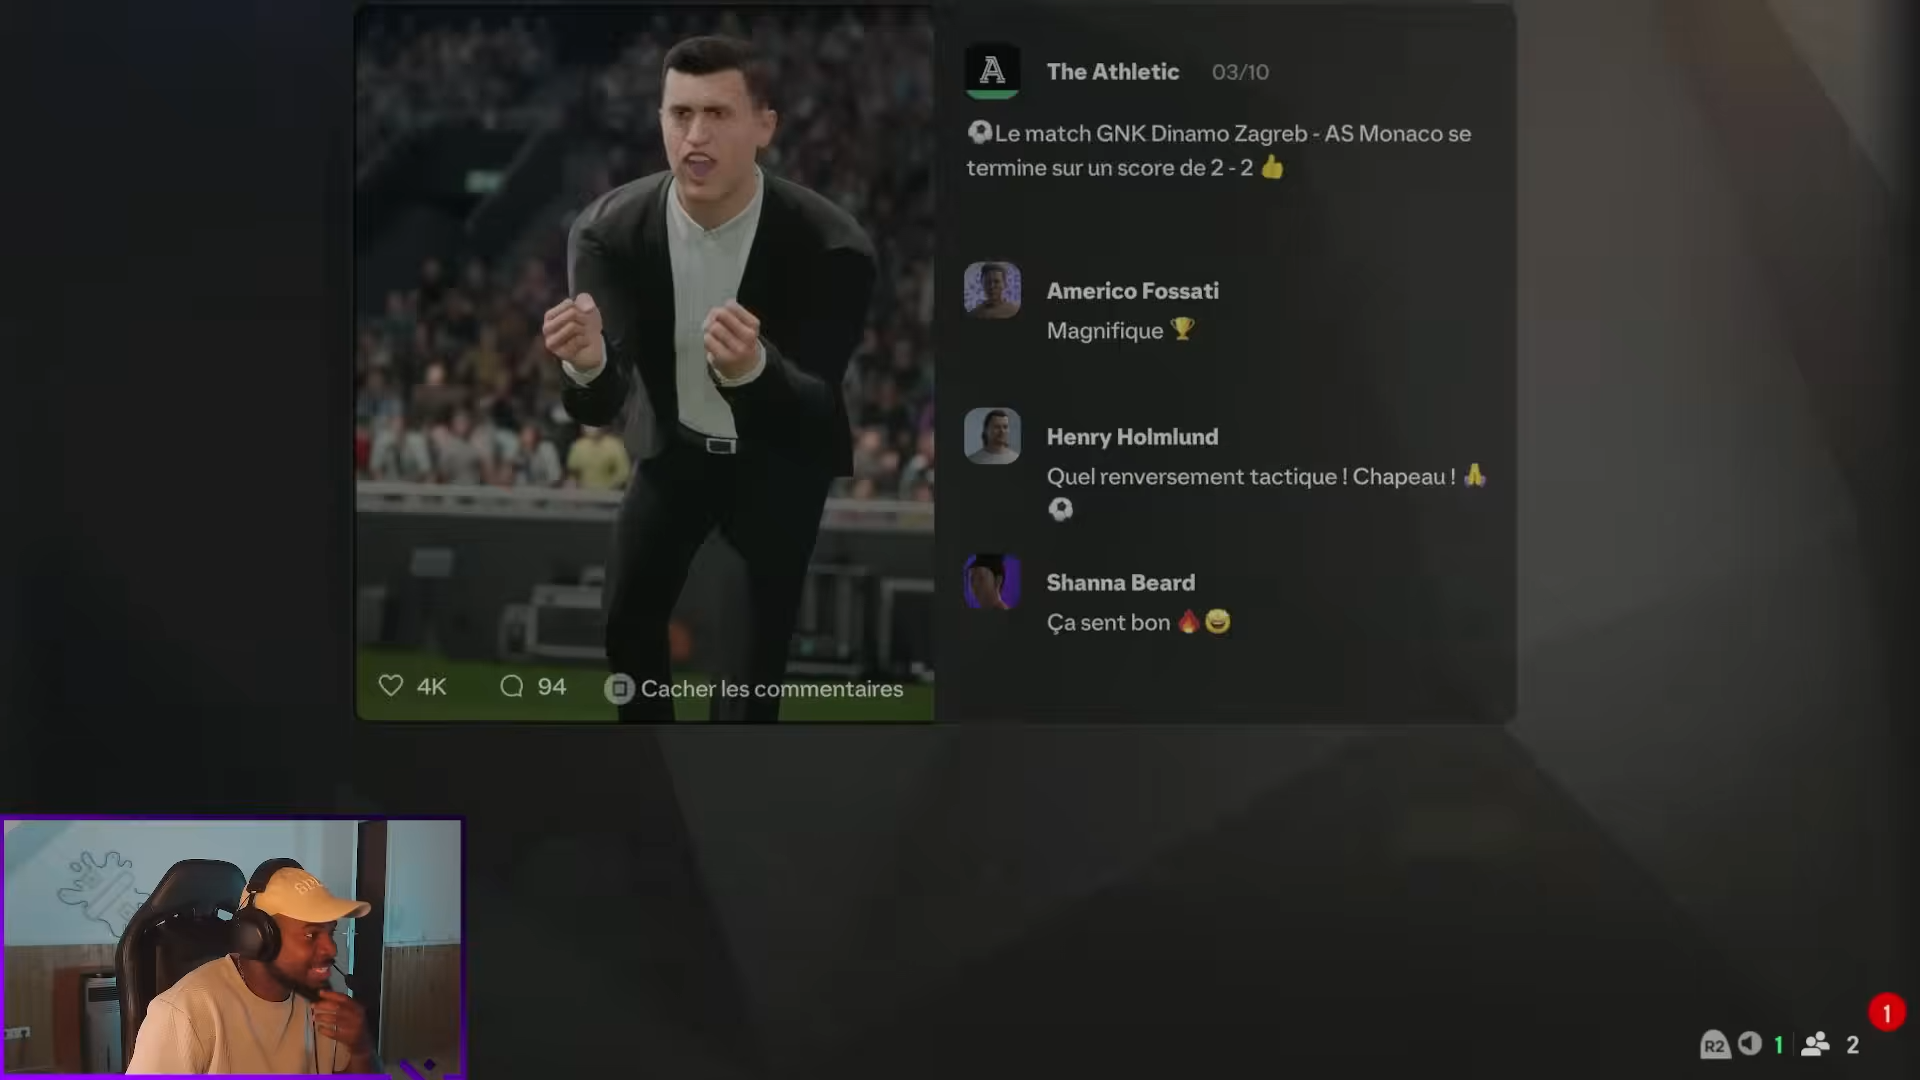 A
The Athletic 03/10
⚽Le match GNK Dinamo Zagreb - AS Monaco se
termine sur un score de 2 - 2 👍
Americo Fossati
Magnifique 🏆
Henry Holmlund
Quel renversement tactique ! Chapeau ! 🙏
⚽
Shanna Beard
Ça sent bon 🔥😄
4K 94 Cacher les commentaires
1
R2 1 2